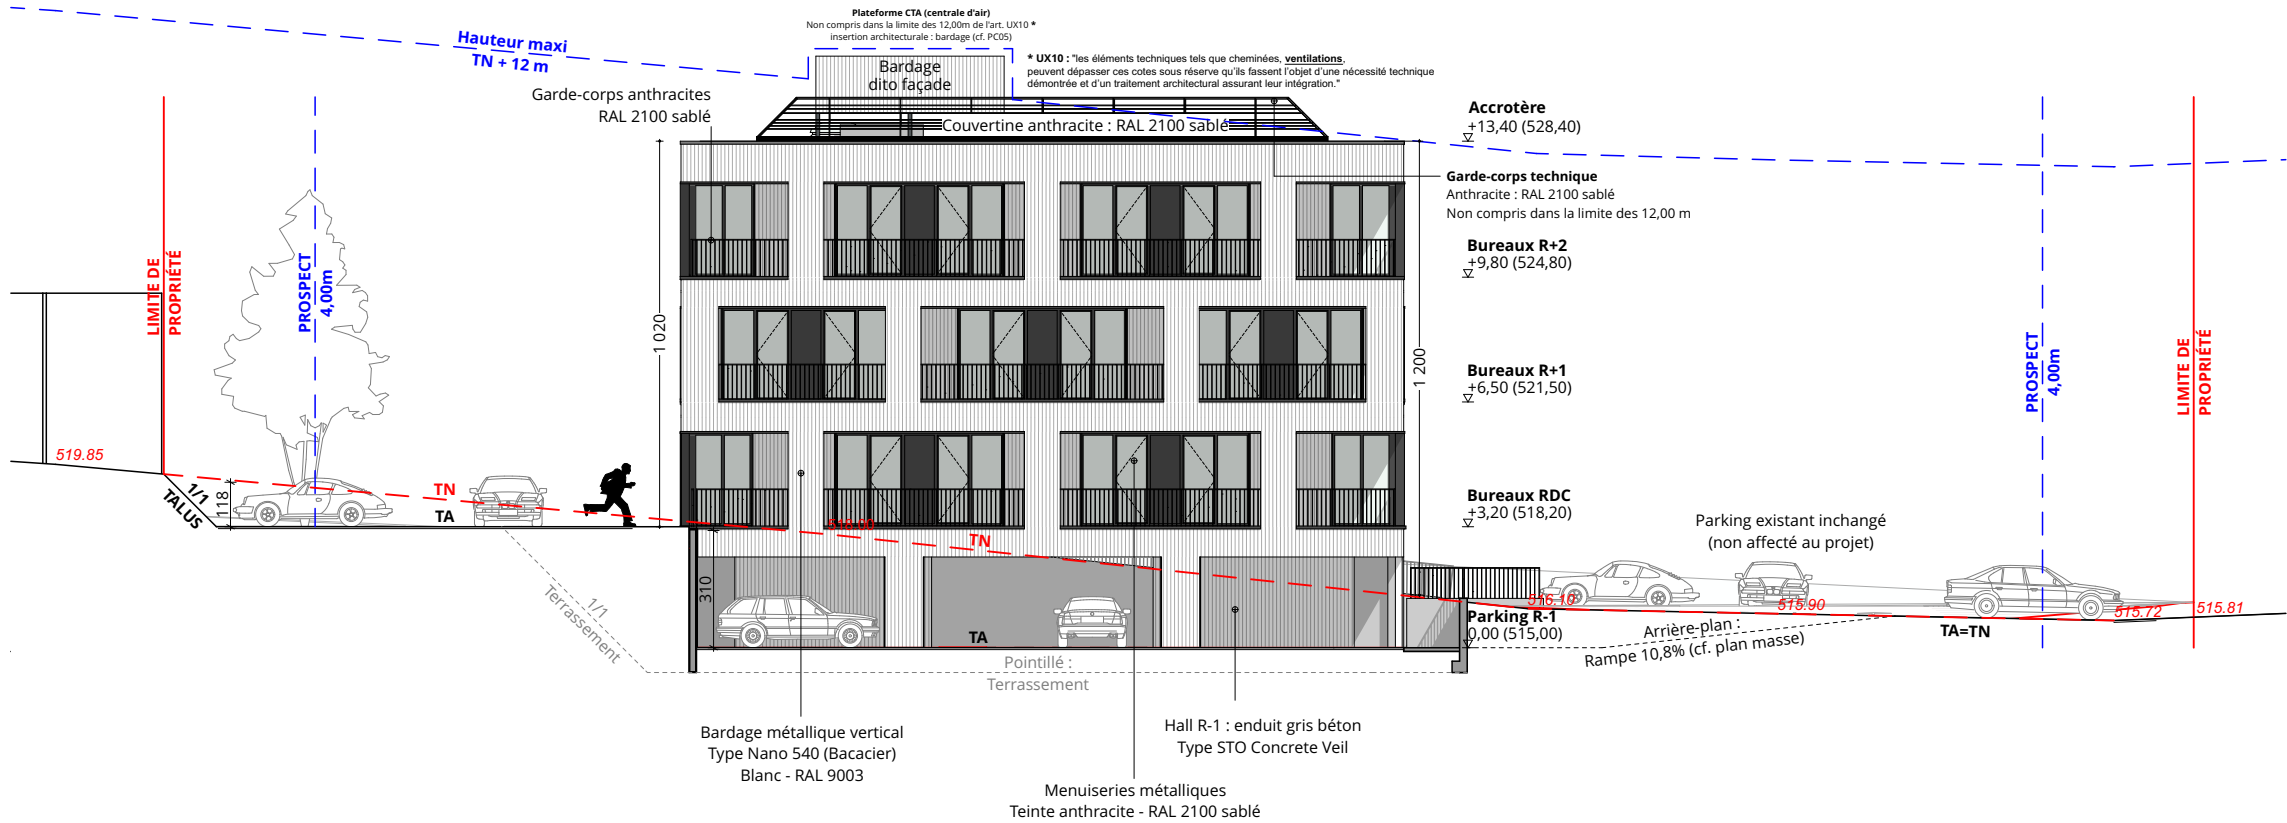 Plateforme CTA (centrale d'air)
Non compris dans la limite des 12,00m de l'art. UX10 *
insertion architecturale : bardage (cf. PC05)
Hauteur maxi
TN + 12 m
* UX10 : "les éléments techniques tels que cheminées, ventilations,
peuvent dépasser ces cotes sous réserve qu'ils fassent l'objet d'une nécessité technique
démontrée et d'un traitement architectural assurant leur intégration."
Bardage
dito façade
Garde-corps anthracites
RAL 2100 sablé
Couvertine anthracite : RAL 2100 sablé
Accrotère
+13,40 (528,40)
Garde-corps technique
Anthracite : RAL 2100 sablé
Non compris dans la limite des 12,00 m
Bureaux R+2
+9,80 (524,80)
LIMITE DE
PROPRIÉTÉ
PROSPECT
4,00m
1 020
1 200
Bureaux R+1
+6,50 (521,50)
PROSPECT
4,00m
LIMITE DE
PROPRIÉTÉ
519.85
1/1
TALUS
118
TN
TA
518.00
TN
Bureaux RDC
+3,20 (518,20)
Parking existant inchangé
(non affecté au projet)
1/1
Terrassement
310
TA
516.10
515.90
515.72
515.81
Parking R-1
0,00 (515,00)
Arrière-plan :
Rampe 10,8% (cf. plan masse)
TA=TN
Pointillé :
Terrassement
Bardage métallique vertical
Type Nano 540 (Bacacier)
Blanc - RAL 9003
Hall R-1 : enduit gris béton
Type STO Concrete Veil
Menuiseries métalliques
Teinte anthracite - RAL 2100 sablé